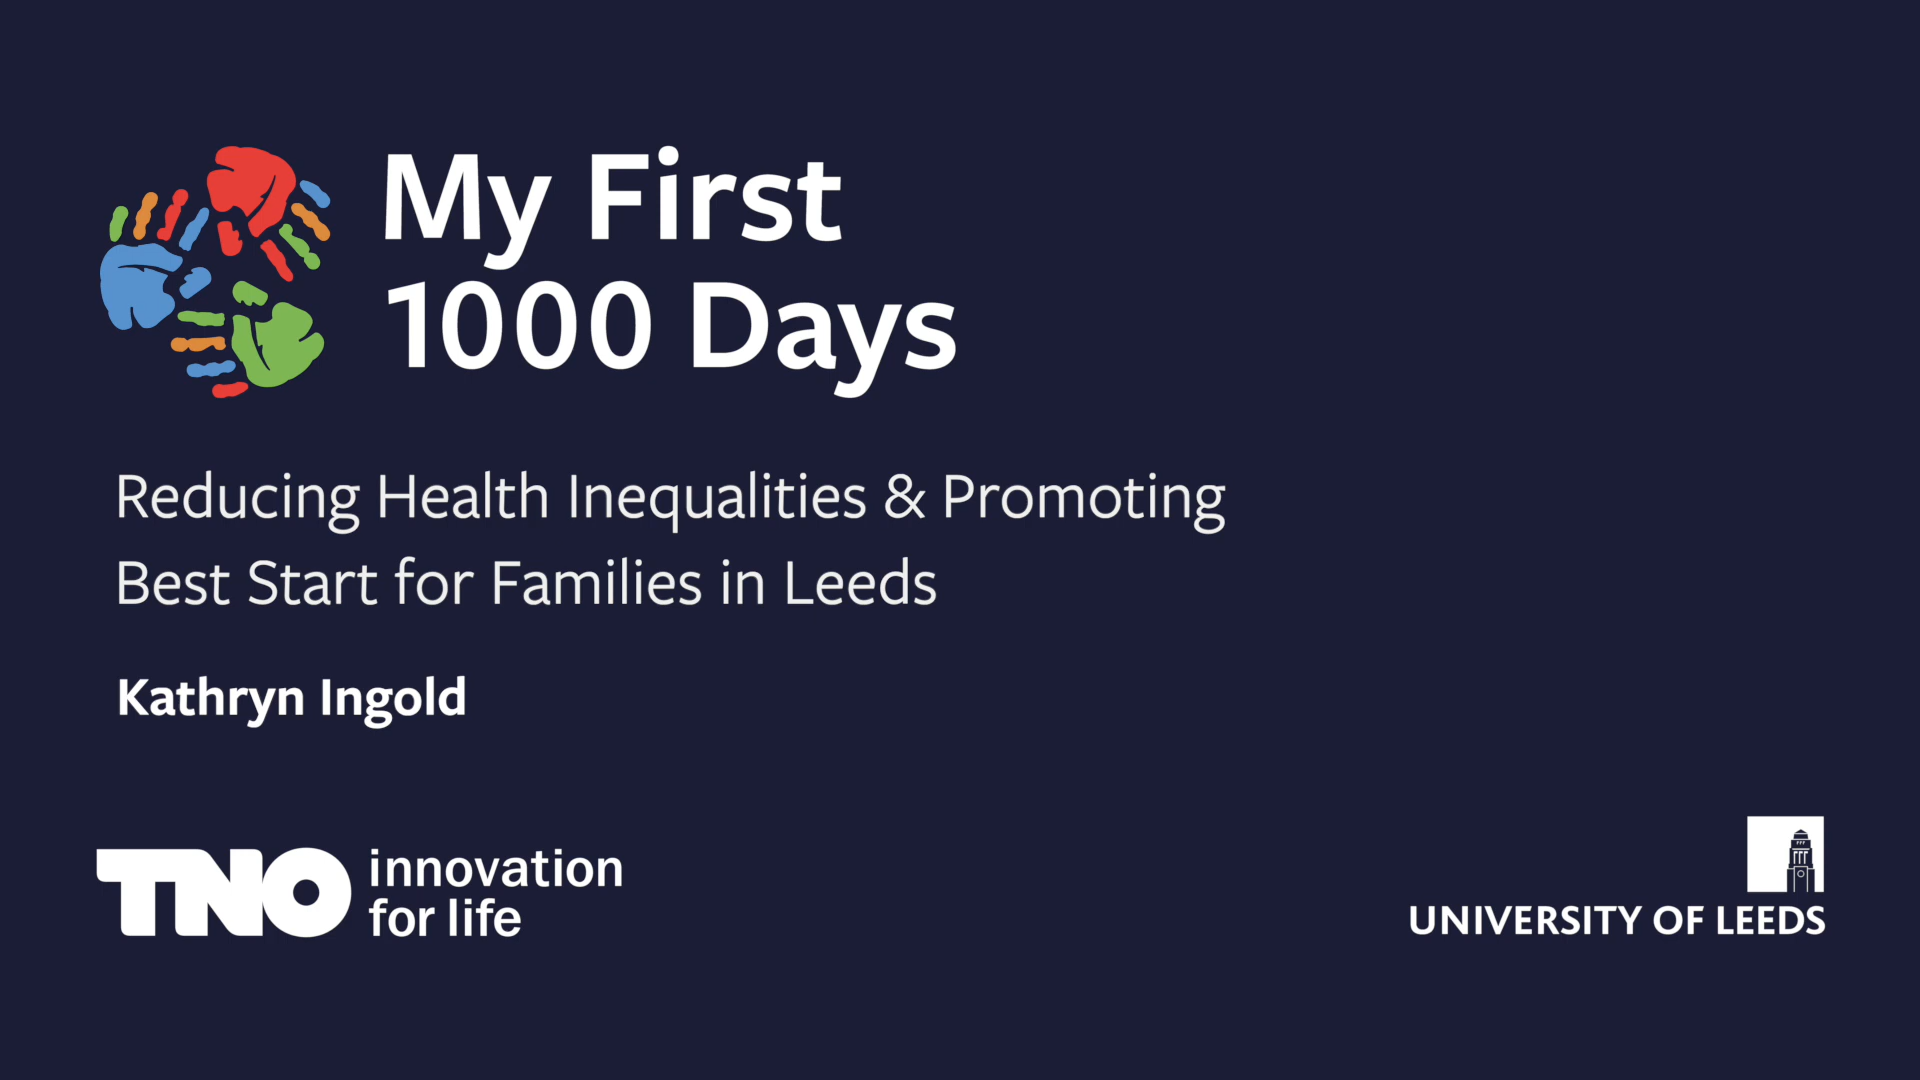 My First
1000 Days
Reducing Health Inequalities & Promoting
Best Start for Families in Leeds
Kathryn Ingold
TNO innovation
for life
UNIVERSITY OF LEEDS